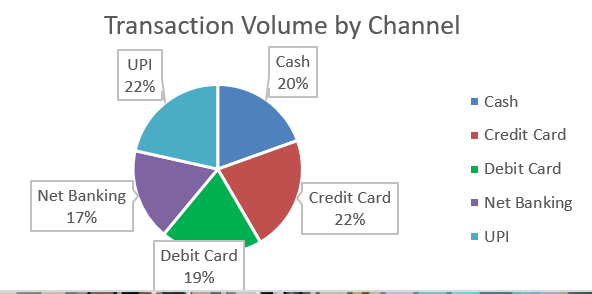 Transaction Volume by Channel
UPI
22%
Cash
20%
Cash
Credit Card
Debit Card
Net Banking
UPI
Net Banking
17%
Credit Card
22%
Debit Card
19%